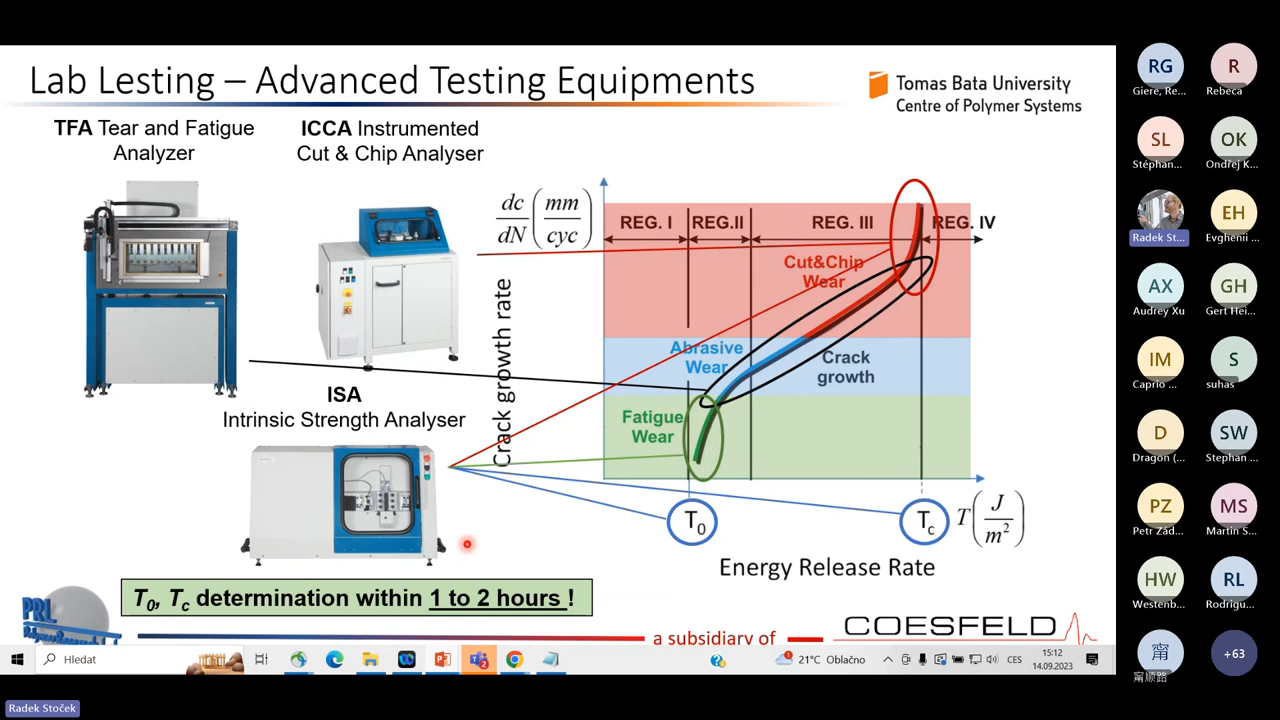 Lab Lesting – Advanced Testing Equipments
Tomas Bata University
Centre of Polymer Systems
TFA Tear and Fatigue
Analyzer
ICCA Instrumented
Cut & Chip Analyser
ISA
Intrinsic Strength Analyser
dc
dN
mm
cyc
Crack growth rate
REG. I
REG.II
REG. III
REG. IV
Cut&Chip
Wear
Abrasive
Wear
Crack
growth
Fatigue
Wear
T0
Tc
T
J
m2
Energy Release Rate
T0, Tc determination within 1 to 2 hours !
PRL
a subsidiary of
COESFELD
Hledat
21°C Oblačno
CES
15:12
14.09.2023
RG
Giere, Re...
R
Rebeca
SL
Stéphan...
OK
Ondřej K...
Radek St...
EH
Evghenii ...
AX
Audrey Xu
GH
Gert Hei...
IM
Caprio ...
S
suhas
D
Dragon (...
SW
Stephan ...
PZ
Petr Zád...
MS
Martin S...
HW
Westenb...
RL
Rodrigu...
甯
甯顺路
+63
Radek Stoček